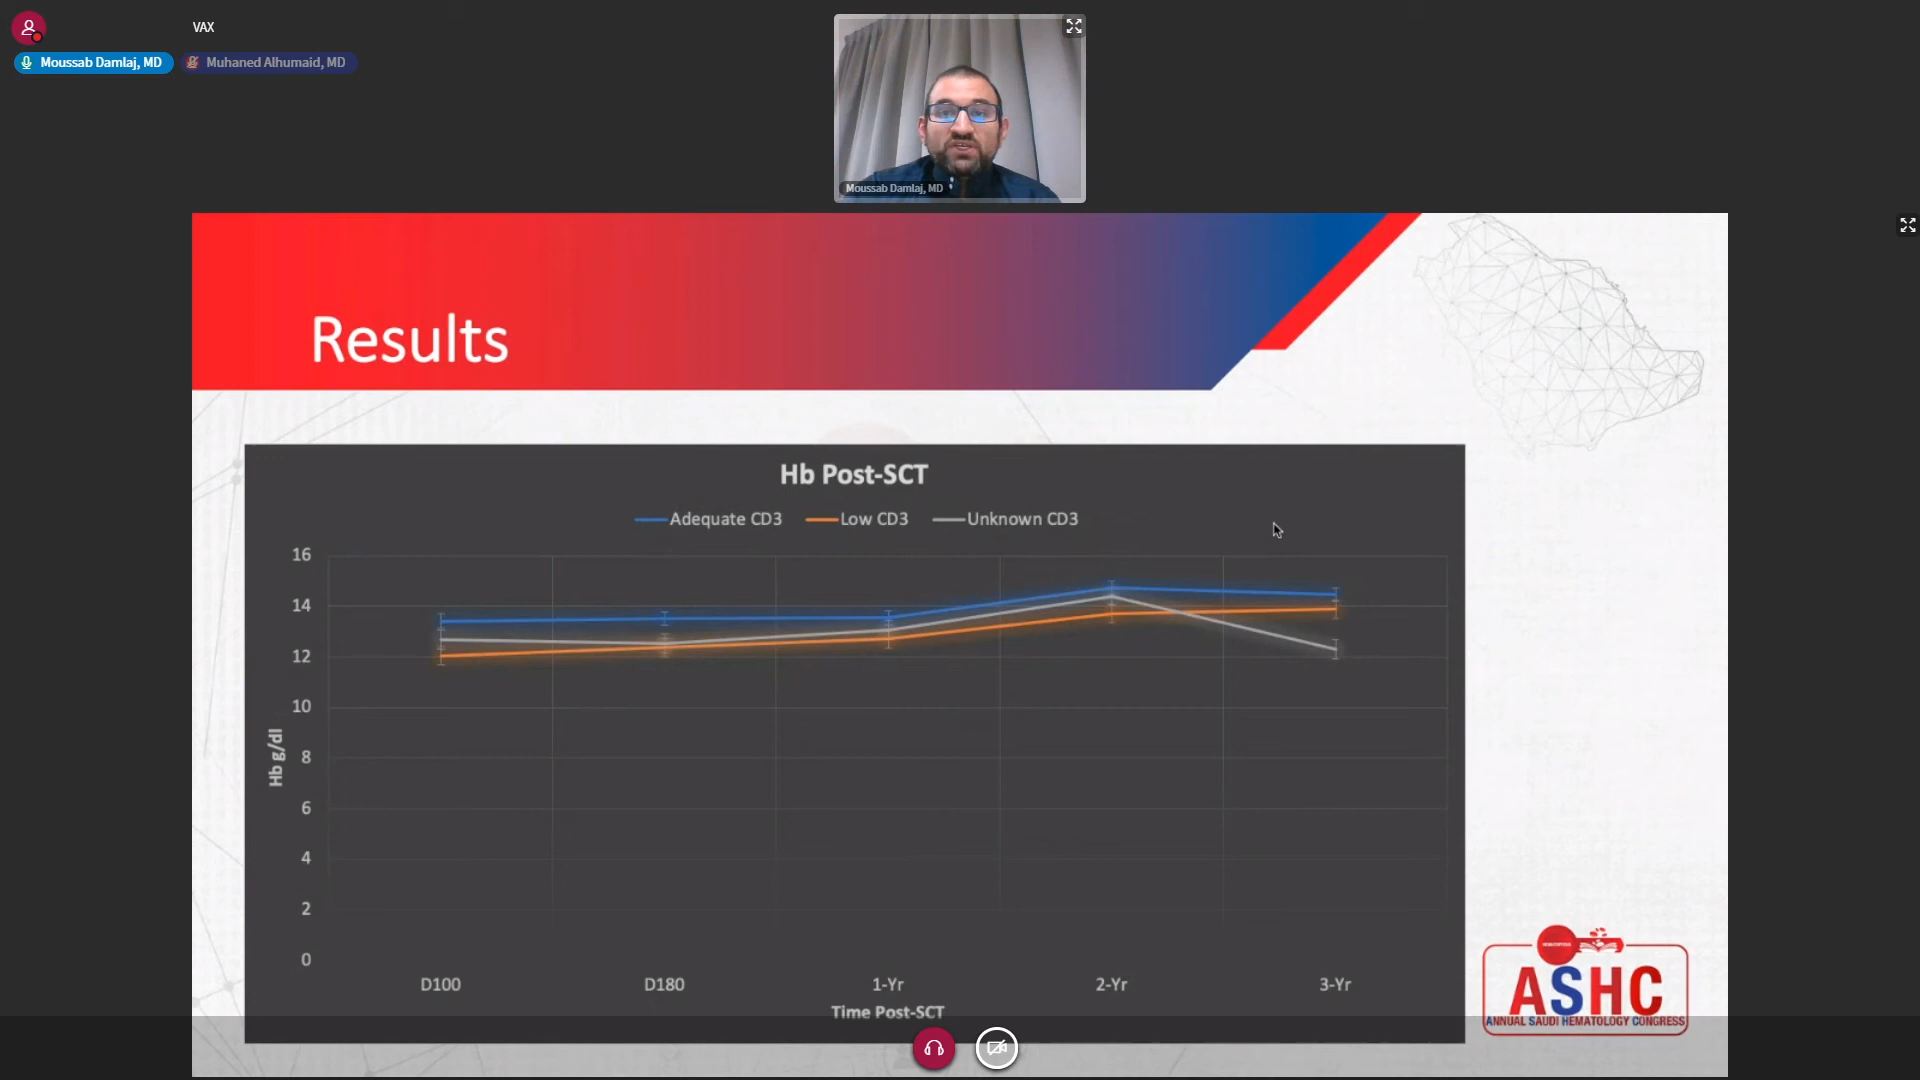 VAX
Moussab Damlaj, MD
Muhaned Alhumaid, MD
Moussab Damlaj, MD
Results
Hb Post-SCT
Adequate CD3 Low CD3 Unknown CD3
16
14
12
10
8
6
4
2
0
Hb g/dl
D100 D180 1-Yr 2-Yr 3-Yr
Time Post-SCT
ASHC
ANNUAL SAUDI HEMATOLOGY CONGRESS